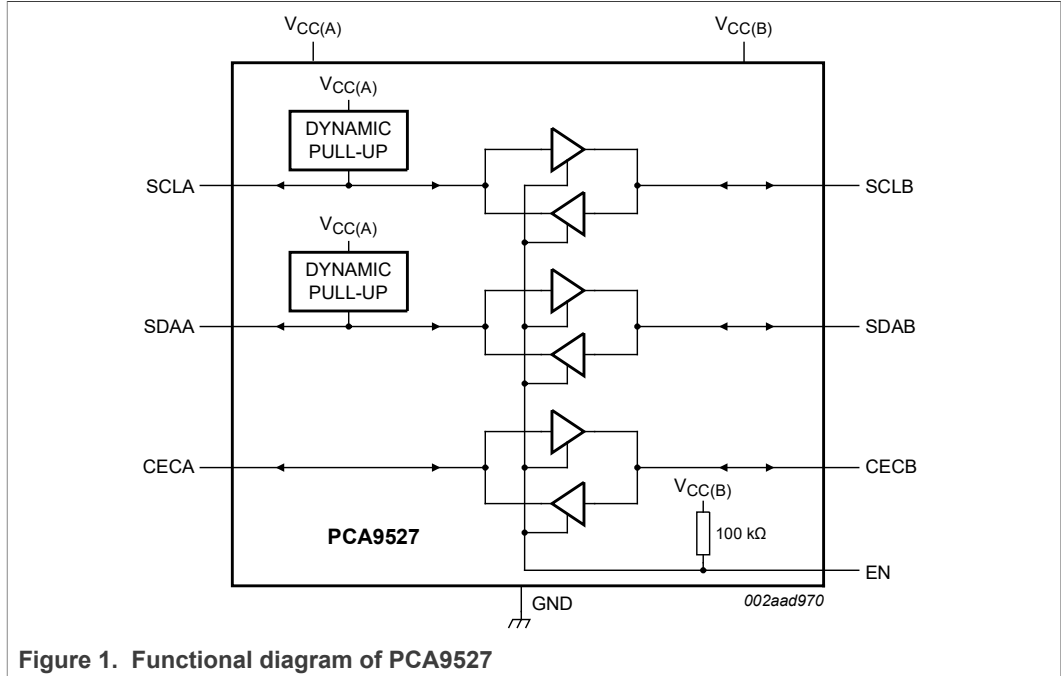 VCC(A)
VCC(B)
VCC(A)
DYNAMIC
PULL-UP
SCLA
SCLB
VCC(A)
DYNAMIC
PULL-UP
SDAA
SDAB
CECA
CECB
VCC(B)
100 kΩ
PCA9527
EN
GND
002aad970
Figure 1. Functional diagram of PCA9527